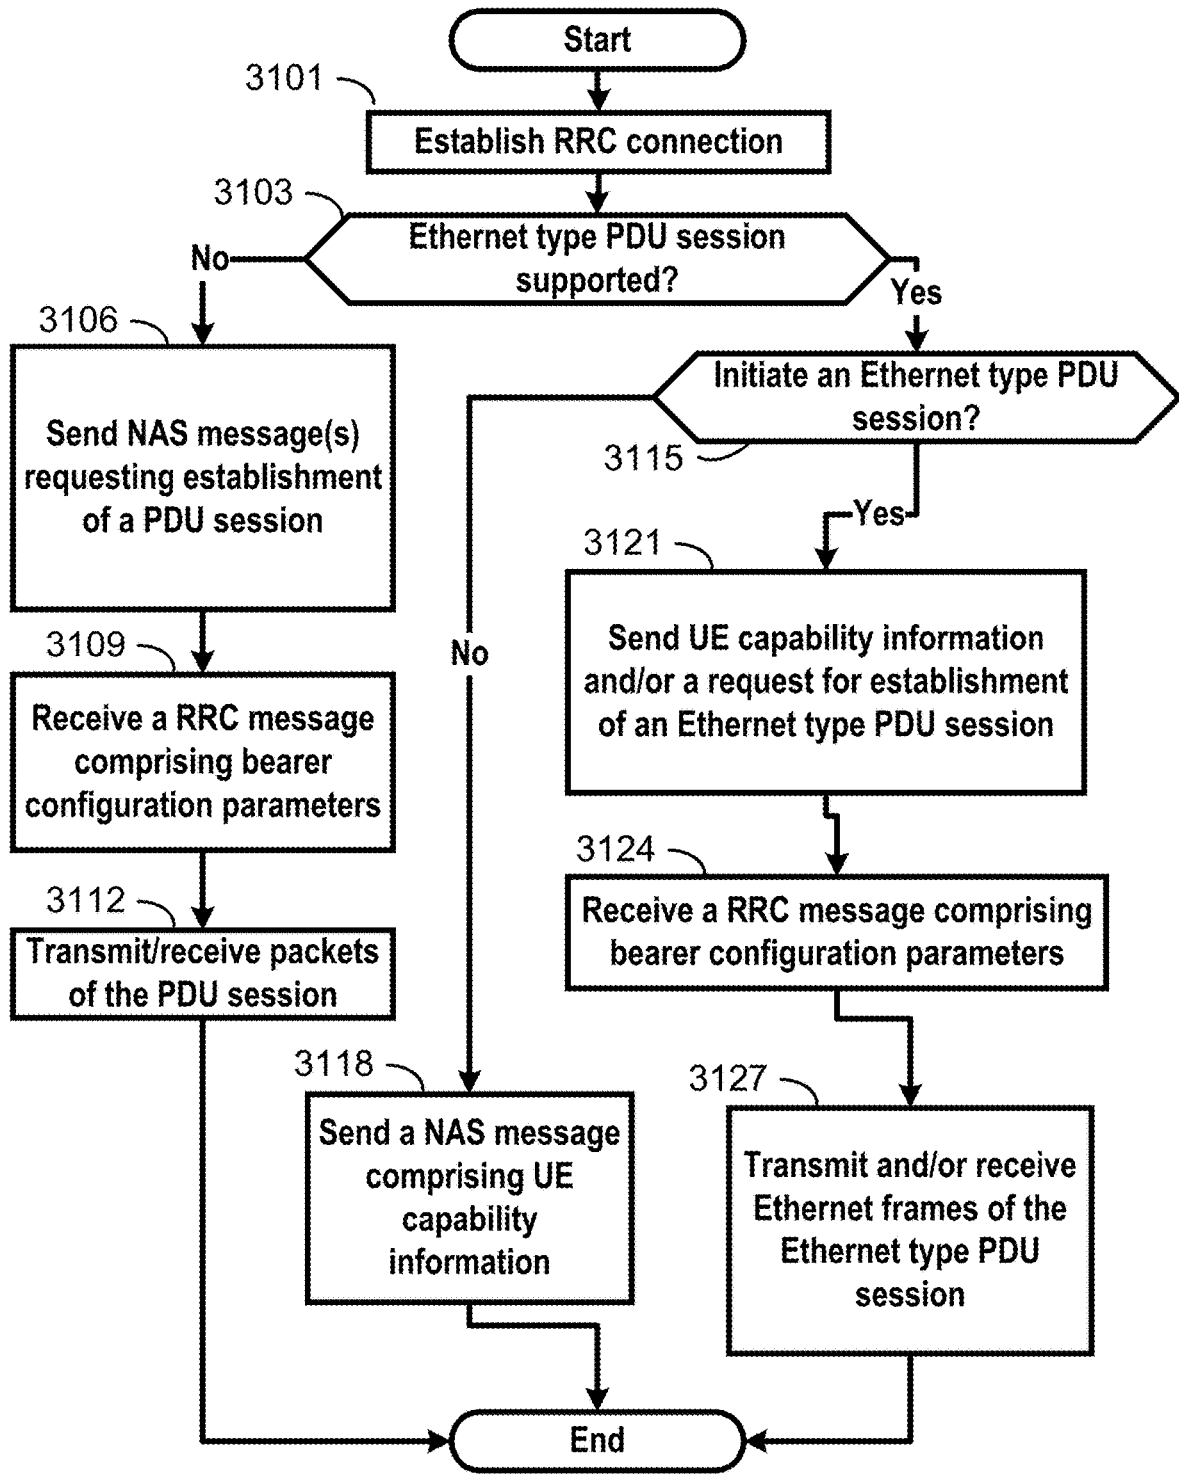 Start
3101
Establish RRC connection
3103
Ethernet type PDU session
supported?
No
Yes
3106
Send NAS message(s)
requesting establishment
of a PDU session
3109
Receive a RRC message
comprising bearer
configuration parameters
3112
Transmit/receive packets
of the PDU session
Initiate an Ethernet type PDU
session?
3115
No
Yes
3118
Send a NAS message
comprising UE
capability
information
3121
Send UE capability information
and/or a request for establishment
of an Ethernet type PDU session
3124
Receive a RRC message comprising
bearer configuration parameters
3127
Transmit and/or receive
Ethernet frames of the
Ethernet type PDU
session
End